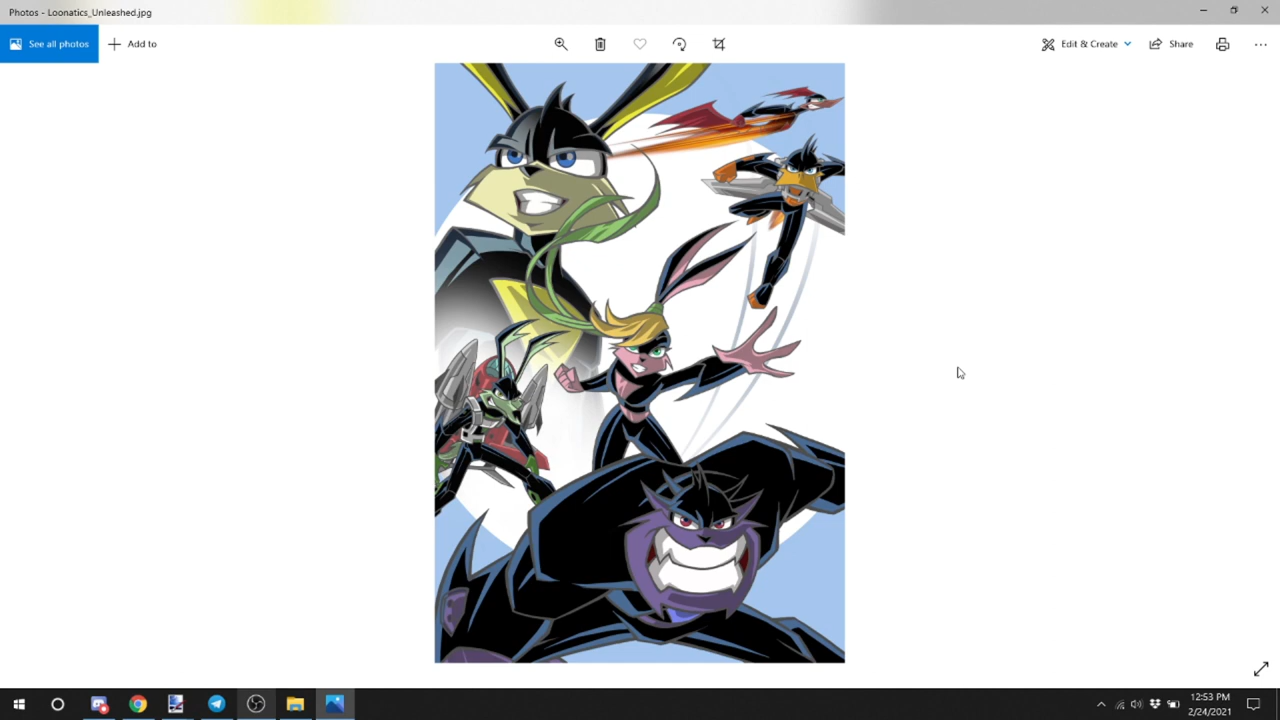 Photos - Loonatics_Unleashed.jpg
See all photos
Add to
Edit & Create
Share
12:53 PM
2/24/2021